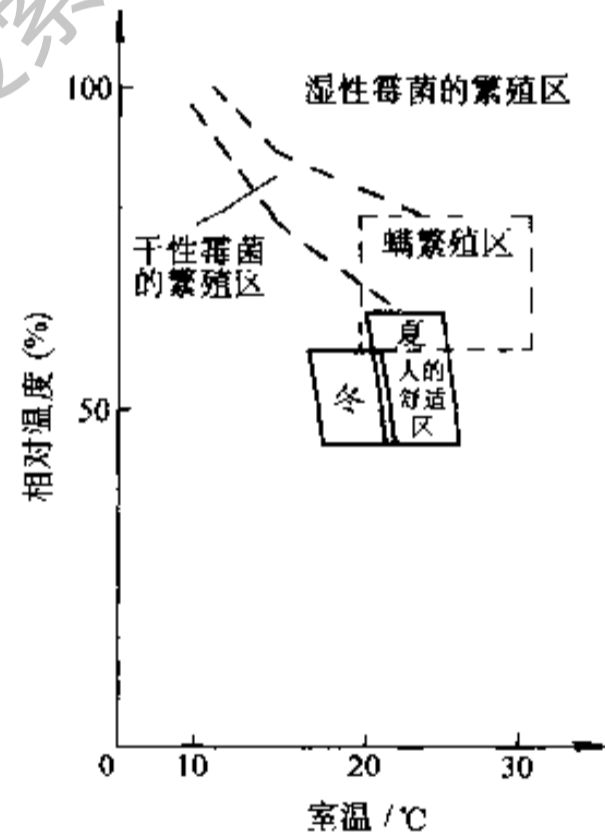 100
湿性霉菌的繁殖区
干性霉菌
的繁殖区
螨繁殖区
夏
人的
舒适
区
冬
50
相对温度 (%)
0
10
20
30
室温 / ℃